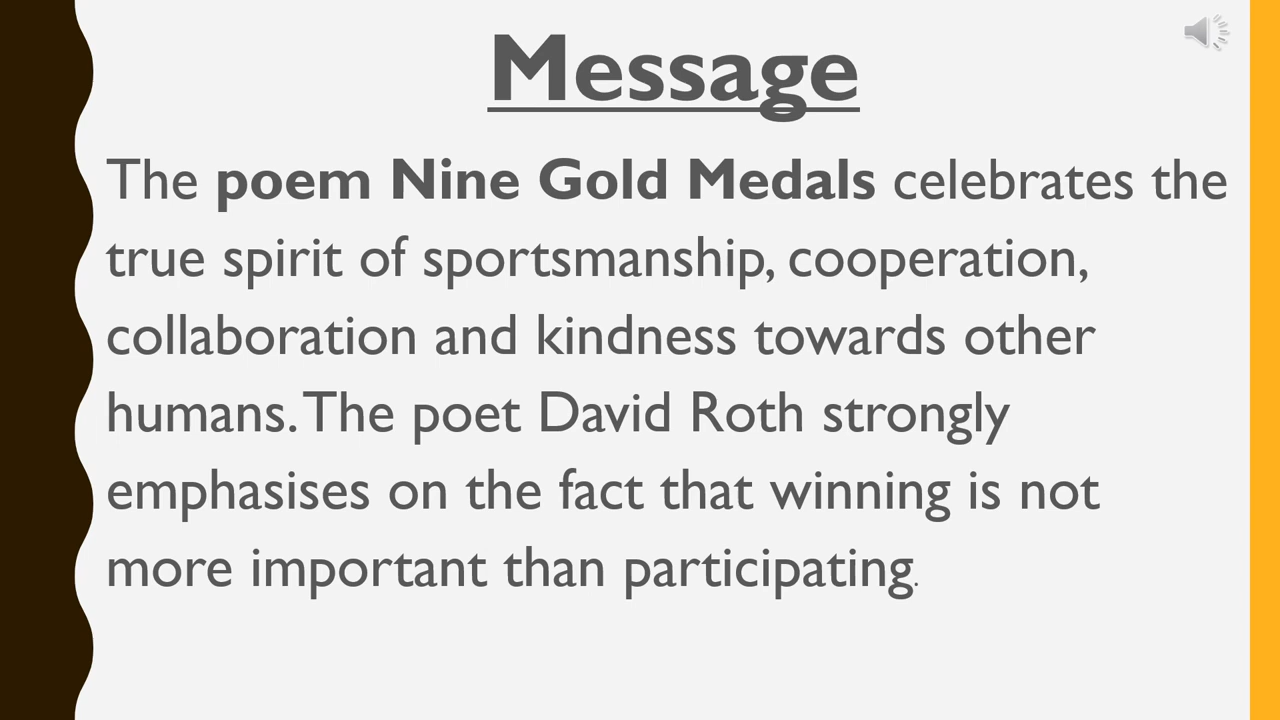 Message
The poem Nine Gold Medals celebrates the
true spirit of sportsmanship, cooperation,
collaboration and kindness towards other
humans. The poet David Roth strongly
emphasises on the fact that winning is not
more important than participating.